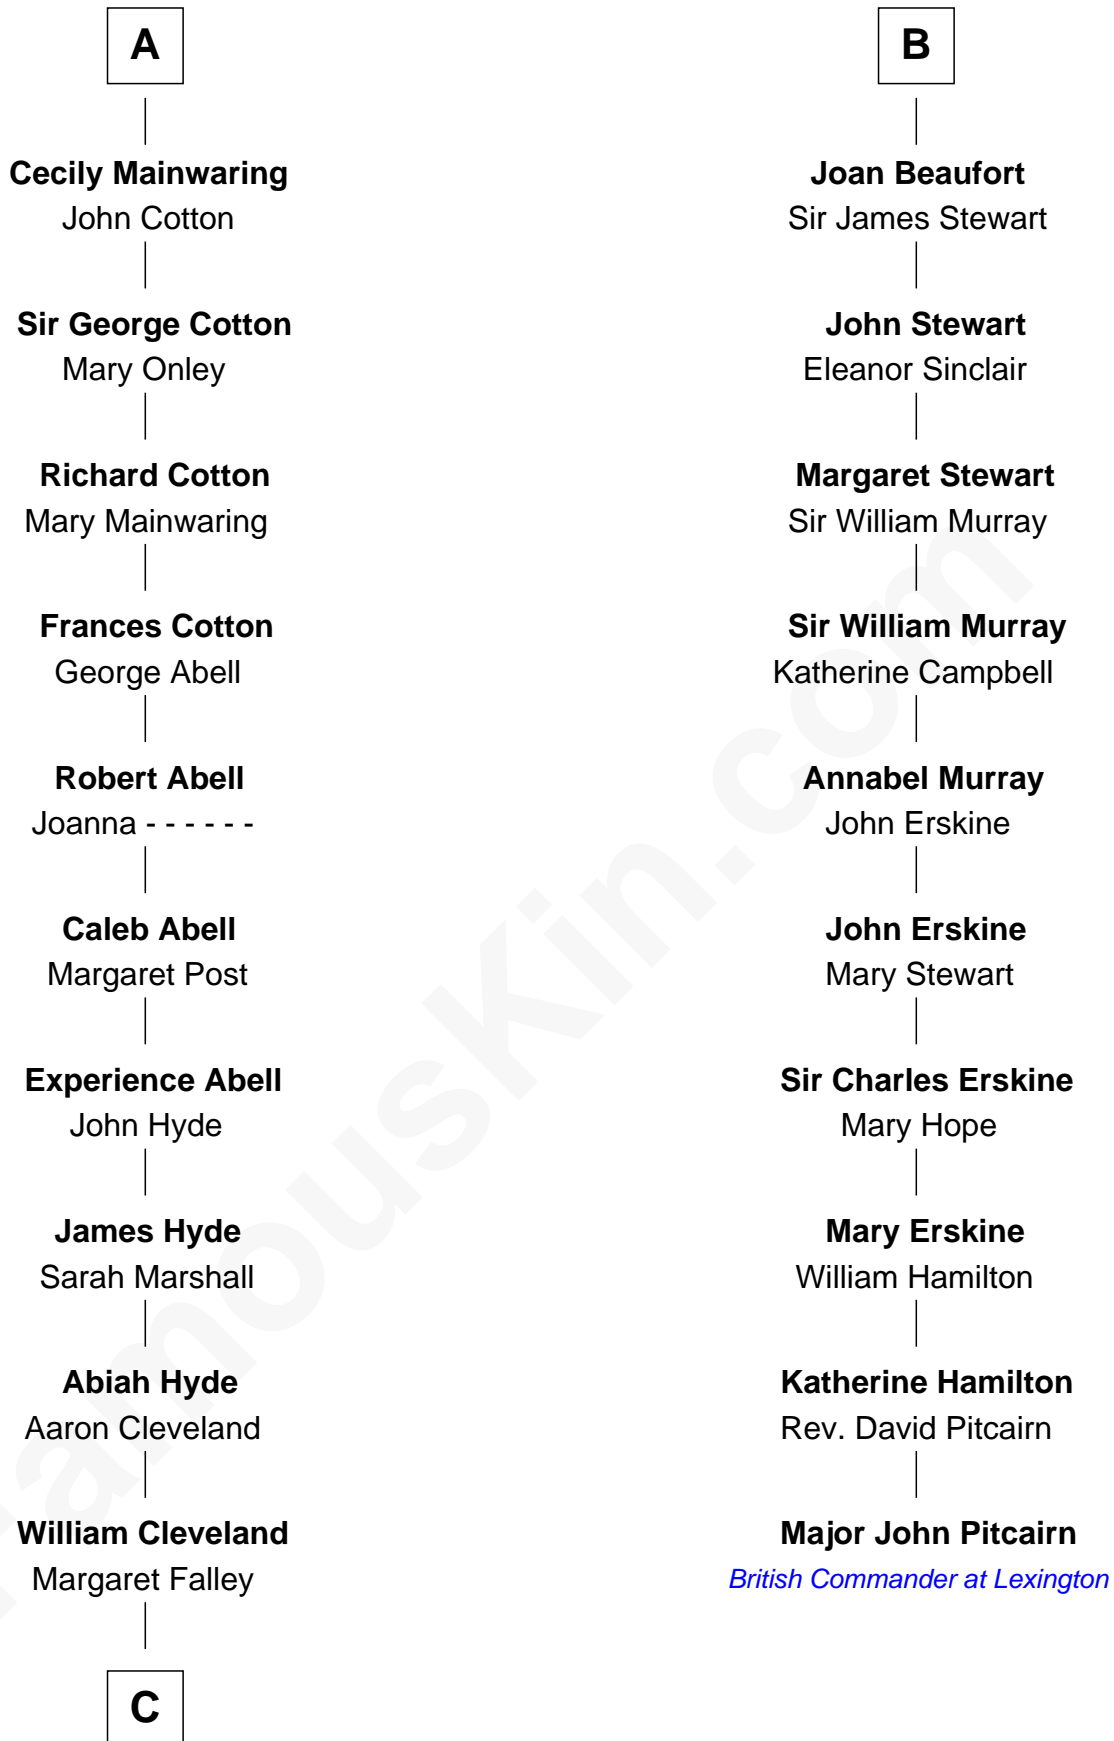 A
Cecily Mainwaring
John Cotton
Sir George Cotton
Mary Onley
Richard Cotton
Mary Mainwaring
Frances Cotton
George Abell
Robert Abell
Joanna - - - - - -
Caleb Abell
Margaret Post
Experience Abell
John Hyde
James Hyde
Sarah Marshall
Abiah Hyde
Aaron Cleveland
William Cleveland
Margaret Falley
C
B
Joan Beaufort
Sir James Stewart
John Stewart
Eleanor Sinclair
Margaret Stewart
Sir William Murray
Sir William Murray
Katherine Campbell
Annabel Murray
John Erskine
John Erskine
Mary Stewart
Sir Charles Erskine
Mary Hope
Mary Erskine
William Hamilton
Katherine Hamilton
Rev. David Pitcairn
Major John Pitcairn
British Commander at Lexington
FamousKin.com